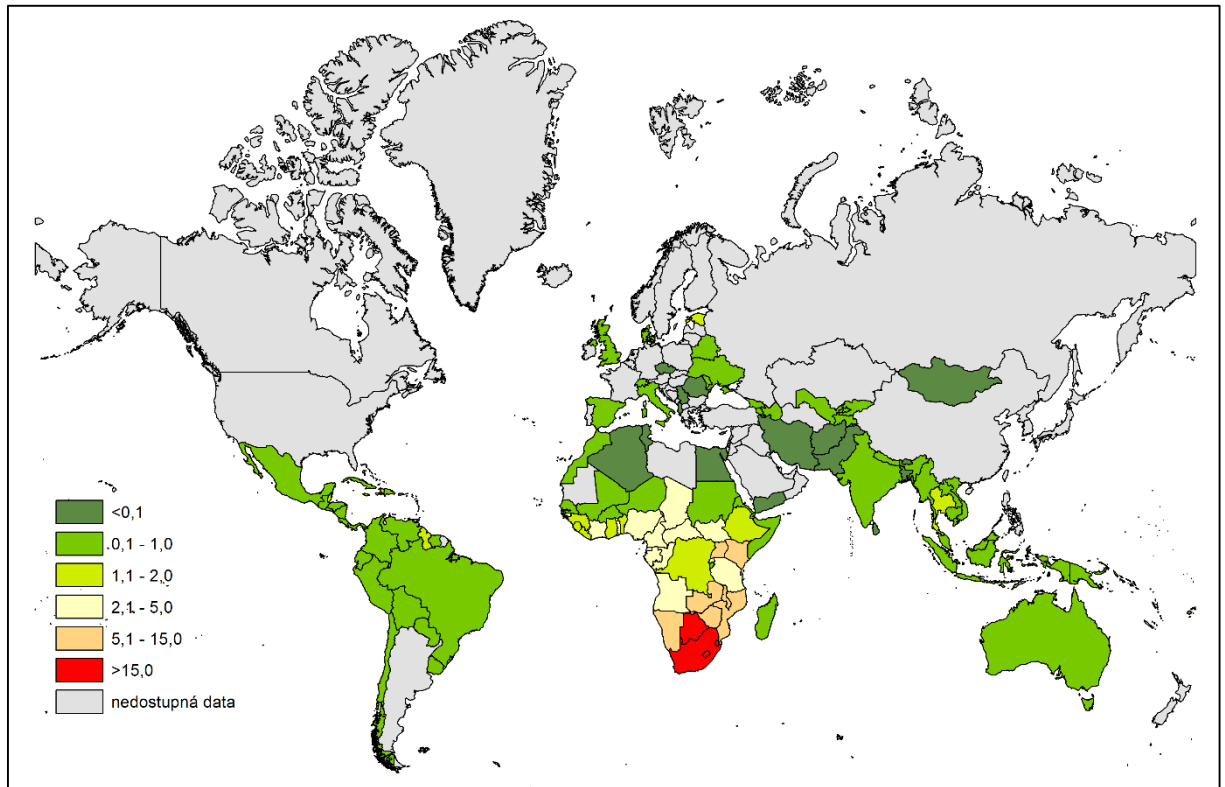 <0,1
0,1 - 1,0
1,1 - 2,0
2,1 - 5,0
5,1 - 15,0
>15,0
nedostupná data